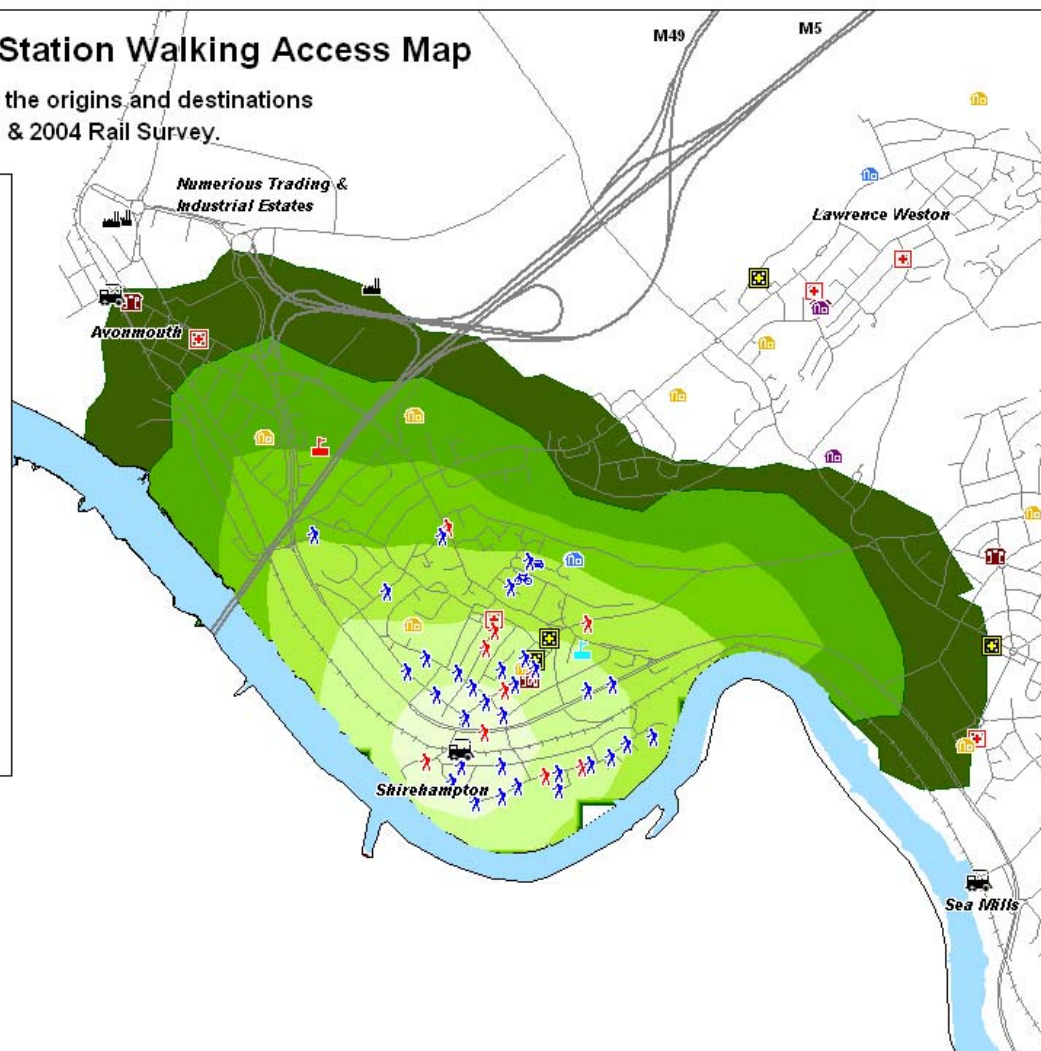 Station Walking Access Map
the origins and destinations
& 2004 Rail Survey.
M49
M5
Numerious Trading &
Industrial Estates
Lawrence Weston
Avonmouth
Shirehampton
Sea Mills